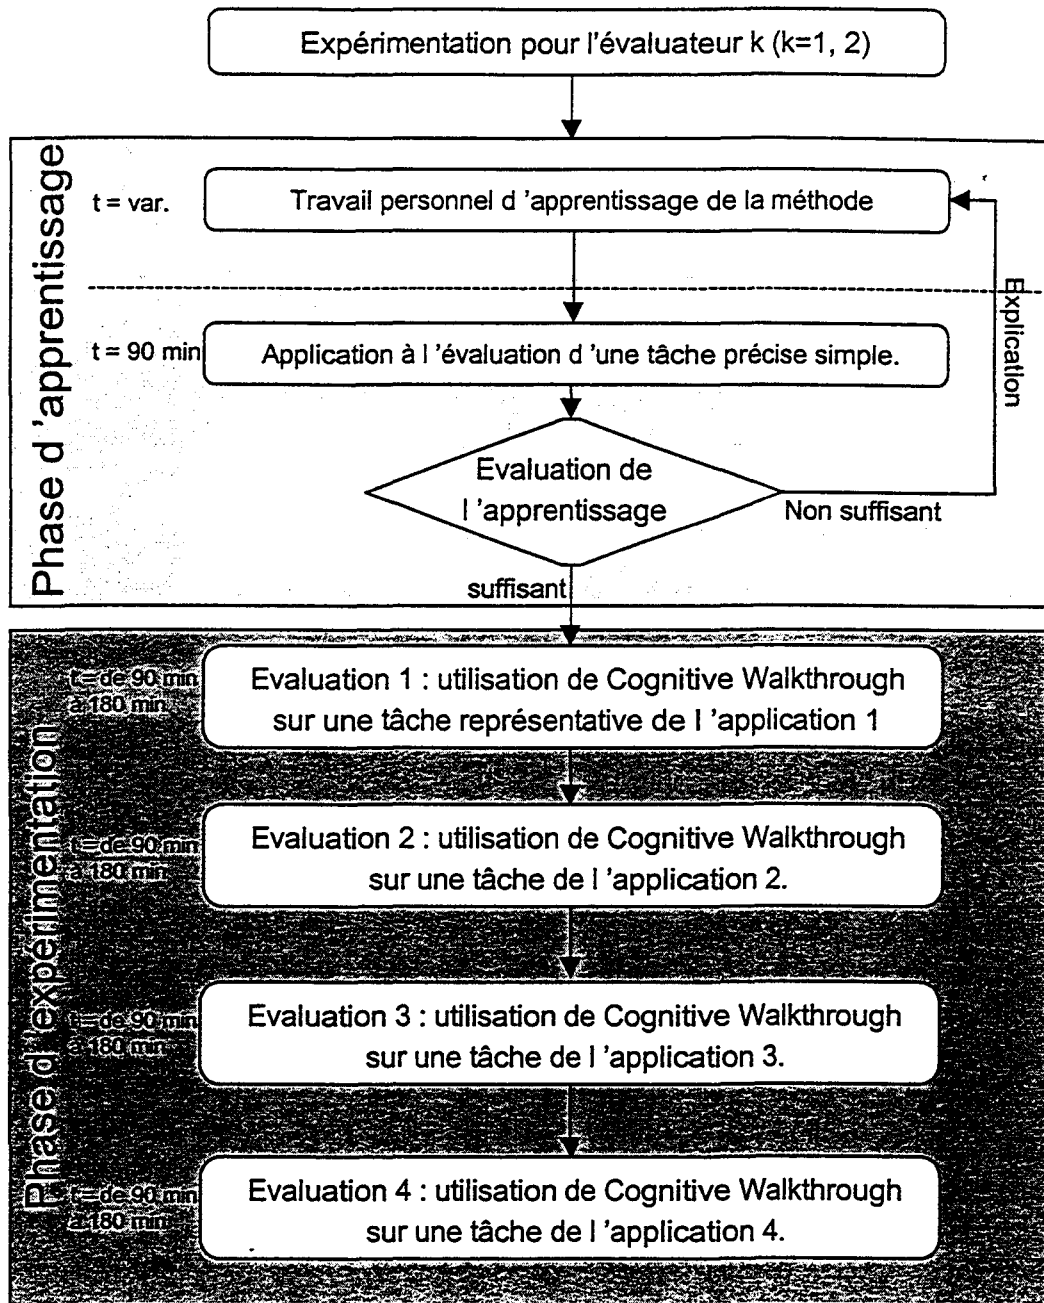 Expérimentation pour l'évaluateur k (k=1, 2)
Phase d 'apprentissage
t = var.
Travail personnel d 'apprentissage de la méthode
Explication
t = 90 min
Application à l 'évaluation d 'une tâche précise simple.
Evaluation de
l 'apprentissage
Non suffisant
suffisant
Phase d 'expérimentation
t = de 90 min
à 180 min
Evaluation 1 : utilisation de Cognitive Walkthrough
sur une tâche représentative de l 'application 1
t = de 90 min
à 180 min
Evaluation 2 : utilisation de Cognitive Walkthrough
sur une tâche de l 'application 2.
t = de 90 min
à 180 min
Evaluation 3 : utilisation de Cognitive Walkthrough
sur une tâche de l 'application 3.
t = de 90 min
à 180 min
Evaluation 4 : utilisation de Cognitive Walkthrough
sur une tâche de l 'application 4.